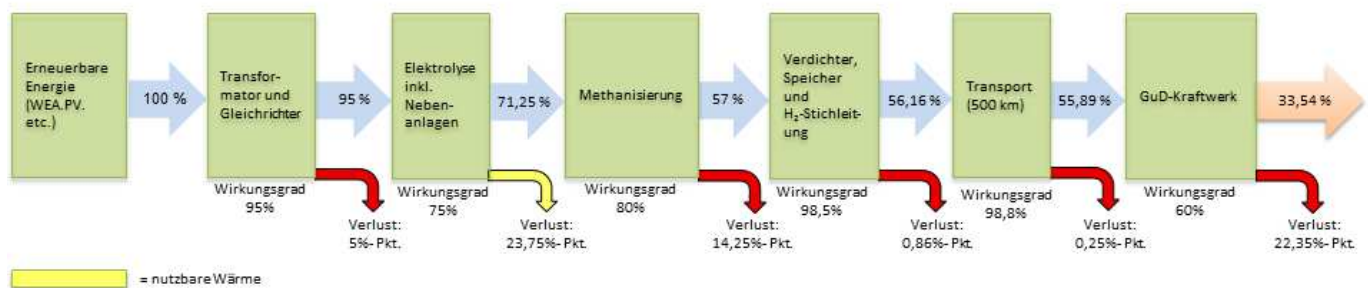 Erneuerbare
Energie
(WEA.PV.
etc.)
100 %
Transfor-
mator und
Gleichrichter
95 %
Elektrolyse
inkl.
Neben-
anlagen
71,25 %
Methanisierung
57 %
Verdichter,
Speicher
und
H₂-Stichleit-
ung
56,16 %
Transport
(500 km)
55,89 %
GuD-Kraftwerk
33,54 %
Wirkungsgrad
95%
Wirkungsgrad
75%
Wirkungsgrad
80%
Wirkungsgrad
98,5%
Wirkungsgrad
98,8%
Wirkungsgrad
60%
Verlust:
5%- Pkt.
Verlust:
23,75%- Pkt.
Verlust:
14,25%- Pkt.
Verlust:
0,86%- Pkt.
Verlust:
0,25%- Pkt.
Verlust:
22,35%- Pkt.
= nutzbare Wärme